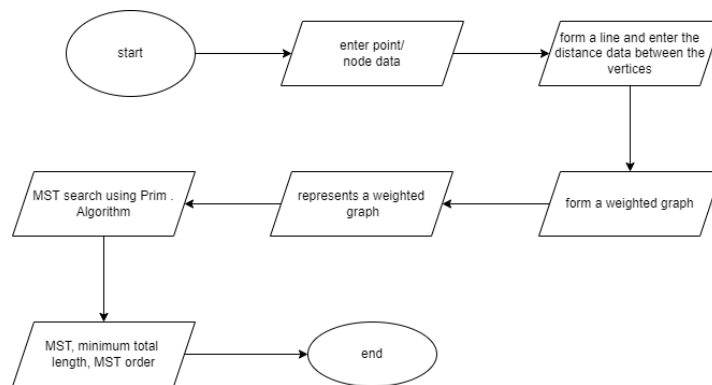 start
enter point/
node data
form a line and enter the
distance data between the
vertices
form a weighted graph
represents a weighted
graph
MST search using Prim .
Algorithm
MST, minimum total
length, MST order
end